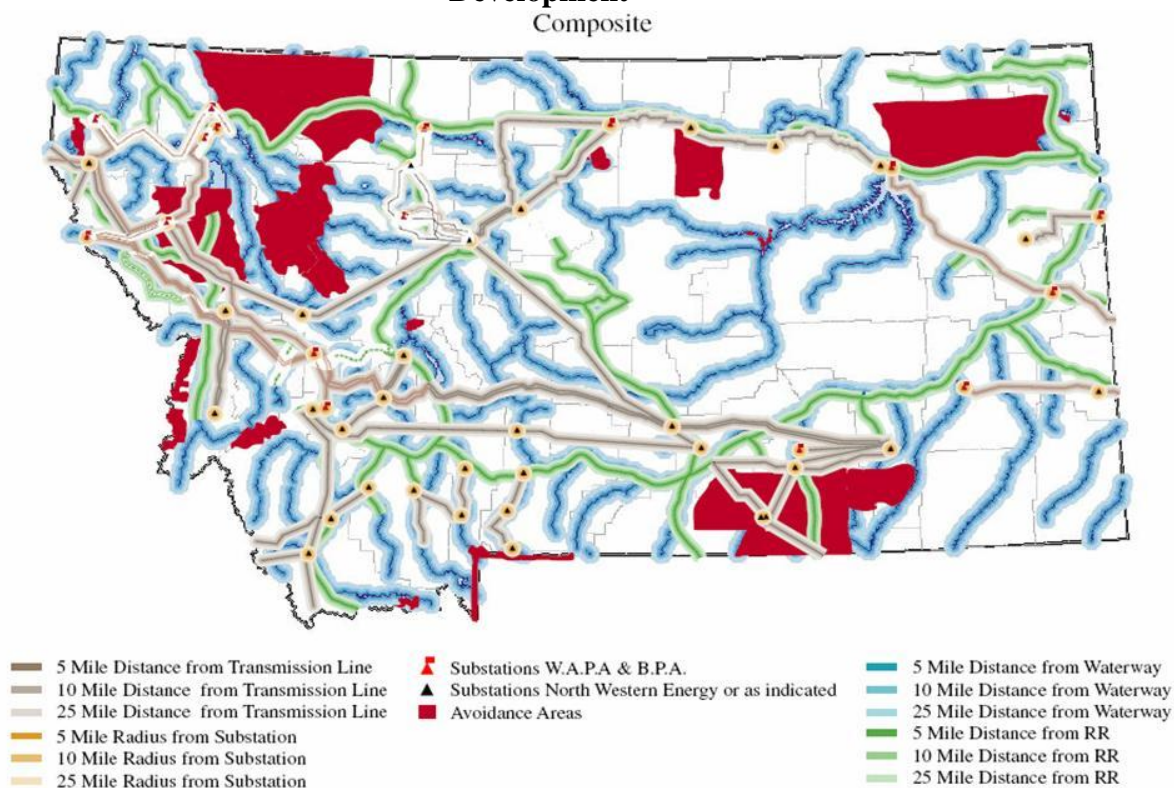 Development
Composite
5 Mile Distance from Transmission Line
10 Mile Distance from Transmission Line
25 Mile Distance from Transmission Line
5 Mile Radius from Substation
10 Mile Radius from Substation
25 Mile Radius from Substation
Substations W.A.P.A & B.P.A.
Substations North Western Energy or as indicated
Avoidance Areas
5 Mile Distance from Waterway
10 Mile Distance from Waterway
25 Mile Distance from Waterway
5 Mile Distance from RR
10 Mile Distance from RR
25 Mile Distance from RR